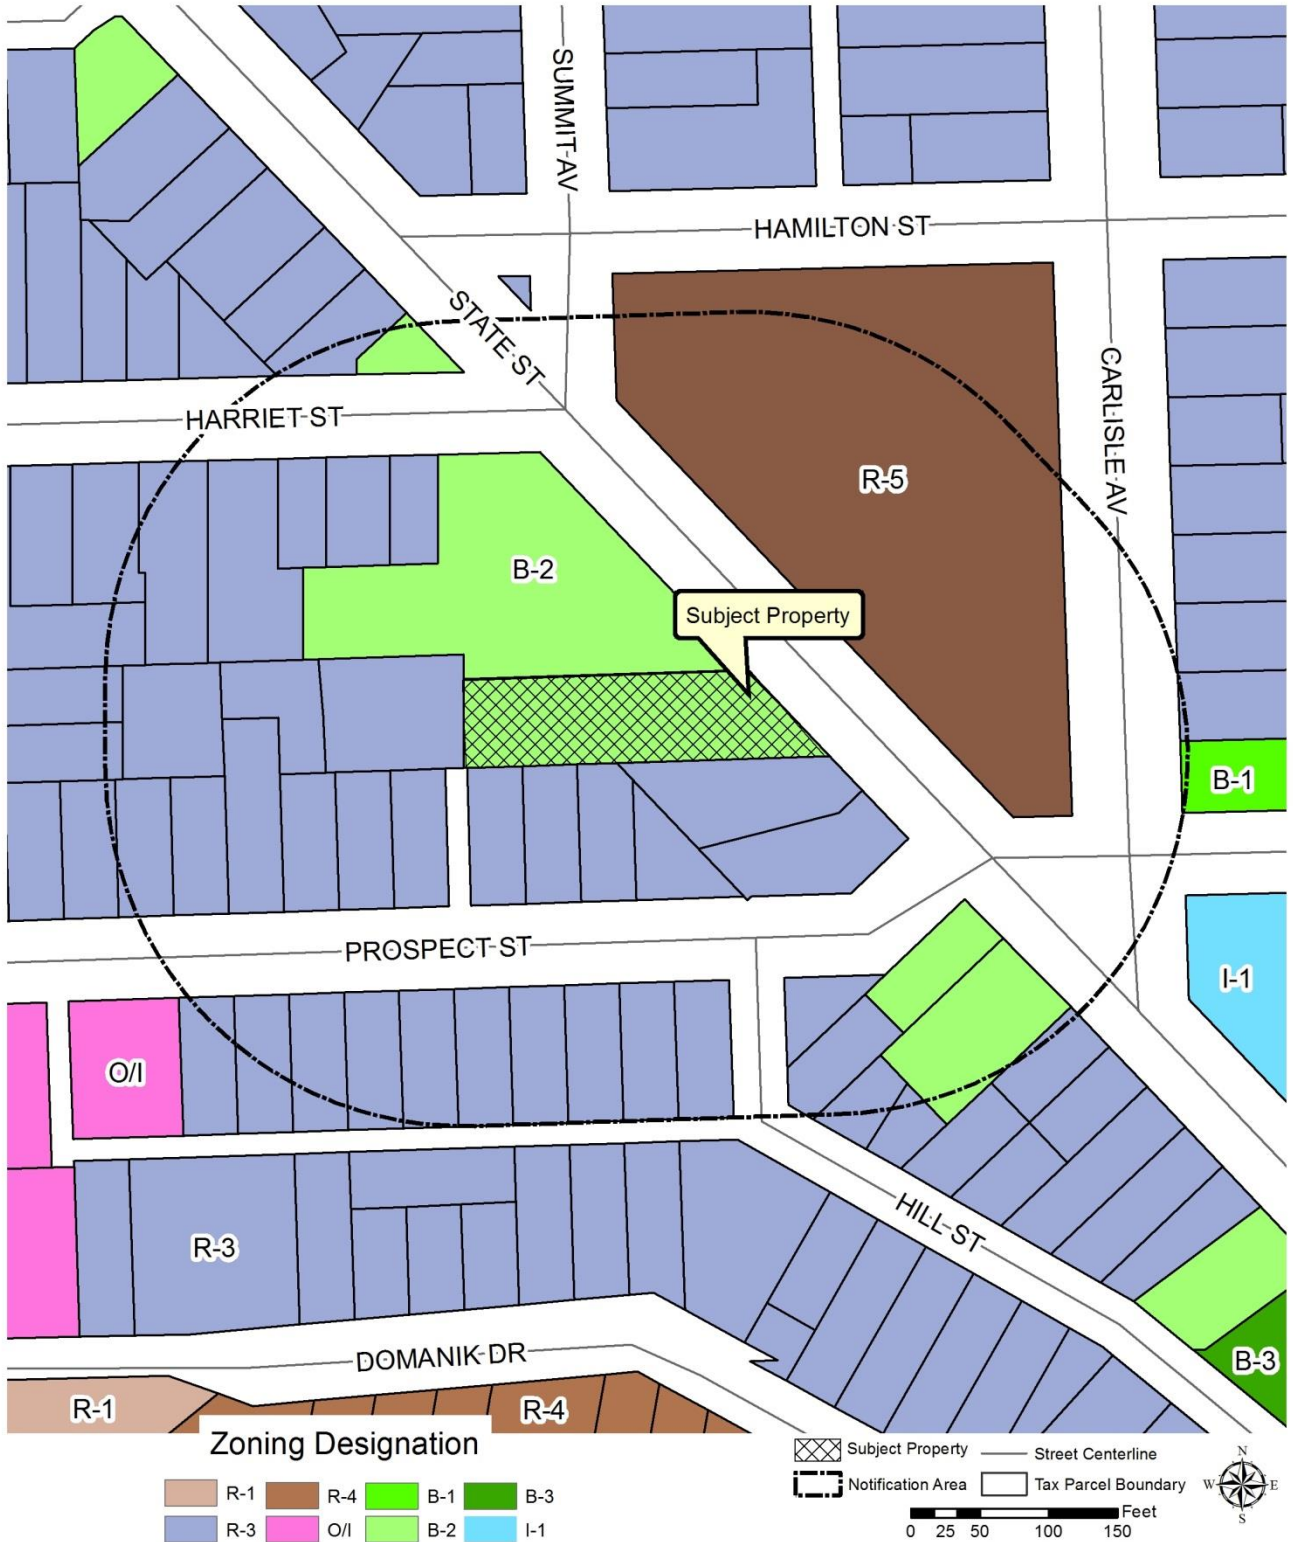 SUMMIT AV
HAMILTON ST
STATE ST
HARRIET ST
CARLISLE AV
R-5
B-2
Subject Property
B-1
PROSPECT ST
I-1
O/I
HILL ST
R-3
DOMANIK DR
B-3
R-1
R-4
Zoning Designation
R-1 R-4 B-1 B-3
R-3 O/I B-2 I-1
Subject Property Street Centerline
Notification Area Tax Parcel Boundary
N
W E
S
Feet
0 25 50 100 150